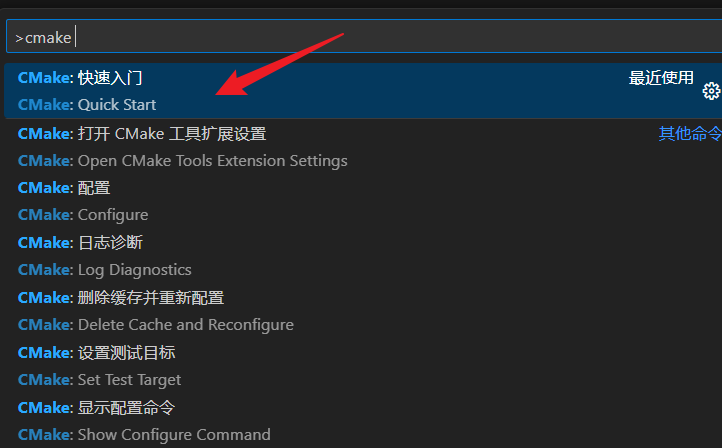 >cmake
CMake: 快速入门 最近使用
CMake: Quick Start
CMake: 打开 CMake 工具扩展设置 其他命令
CMake: Open CMake Tools Extension Settings
CMake: 配置
CMake: Configure
CMake: 日志诊断
CMake: Log Diagnostics
CMake: 删除缓存并重新配置
CMake: Delete Cache and Reconfigure
CMake: 设置测试目标
CMake: Set Test Target
CMake: 显示配置命令
CMake: Show Configure Command